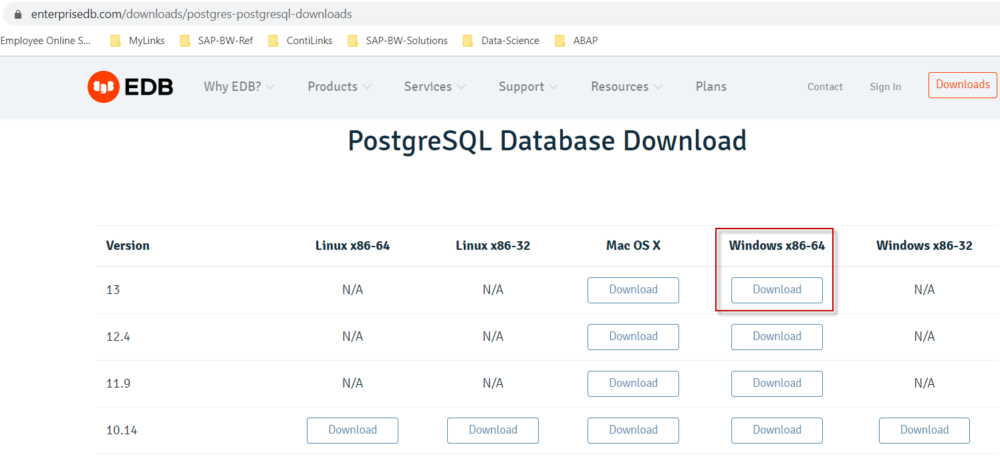 enterprisedb.com/downloads/postgres-postgresql-downloads
Employee Online S... MyLinks SAP-BW-Ref ContiLinks SAP-BW-Solutions Data-Science ABAP
EDB Why EDB? Products Services Support Resources Plans Contact Sign In Downloads
PostgreSQL Database Download
Version Linux x86-64 Linux x86-32 Mac OS X Windows x86-64 Windows x86-32
13 N/A N/A Download Download N/A
12.4 N/A N/A Download Download N/A
11.9 N/A N/A Download Download N/A
10.14 Download Download Download Download Download